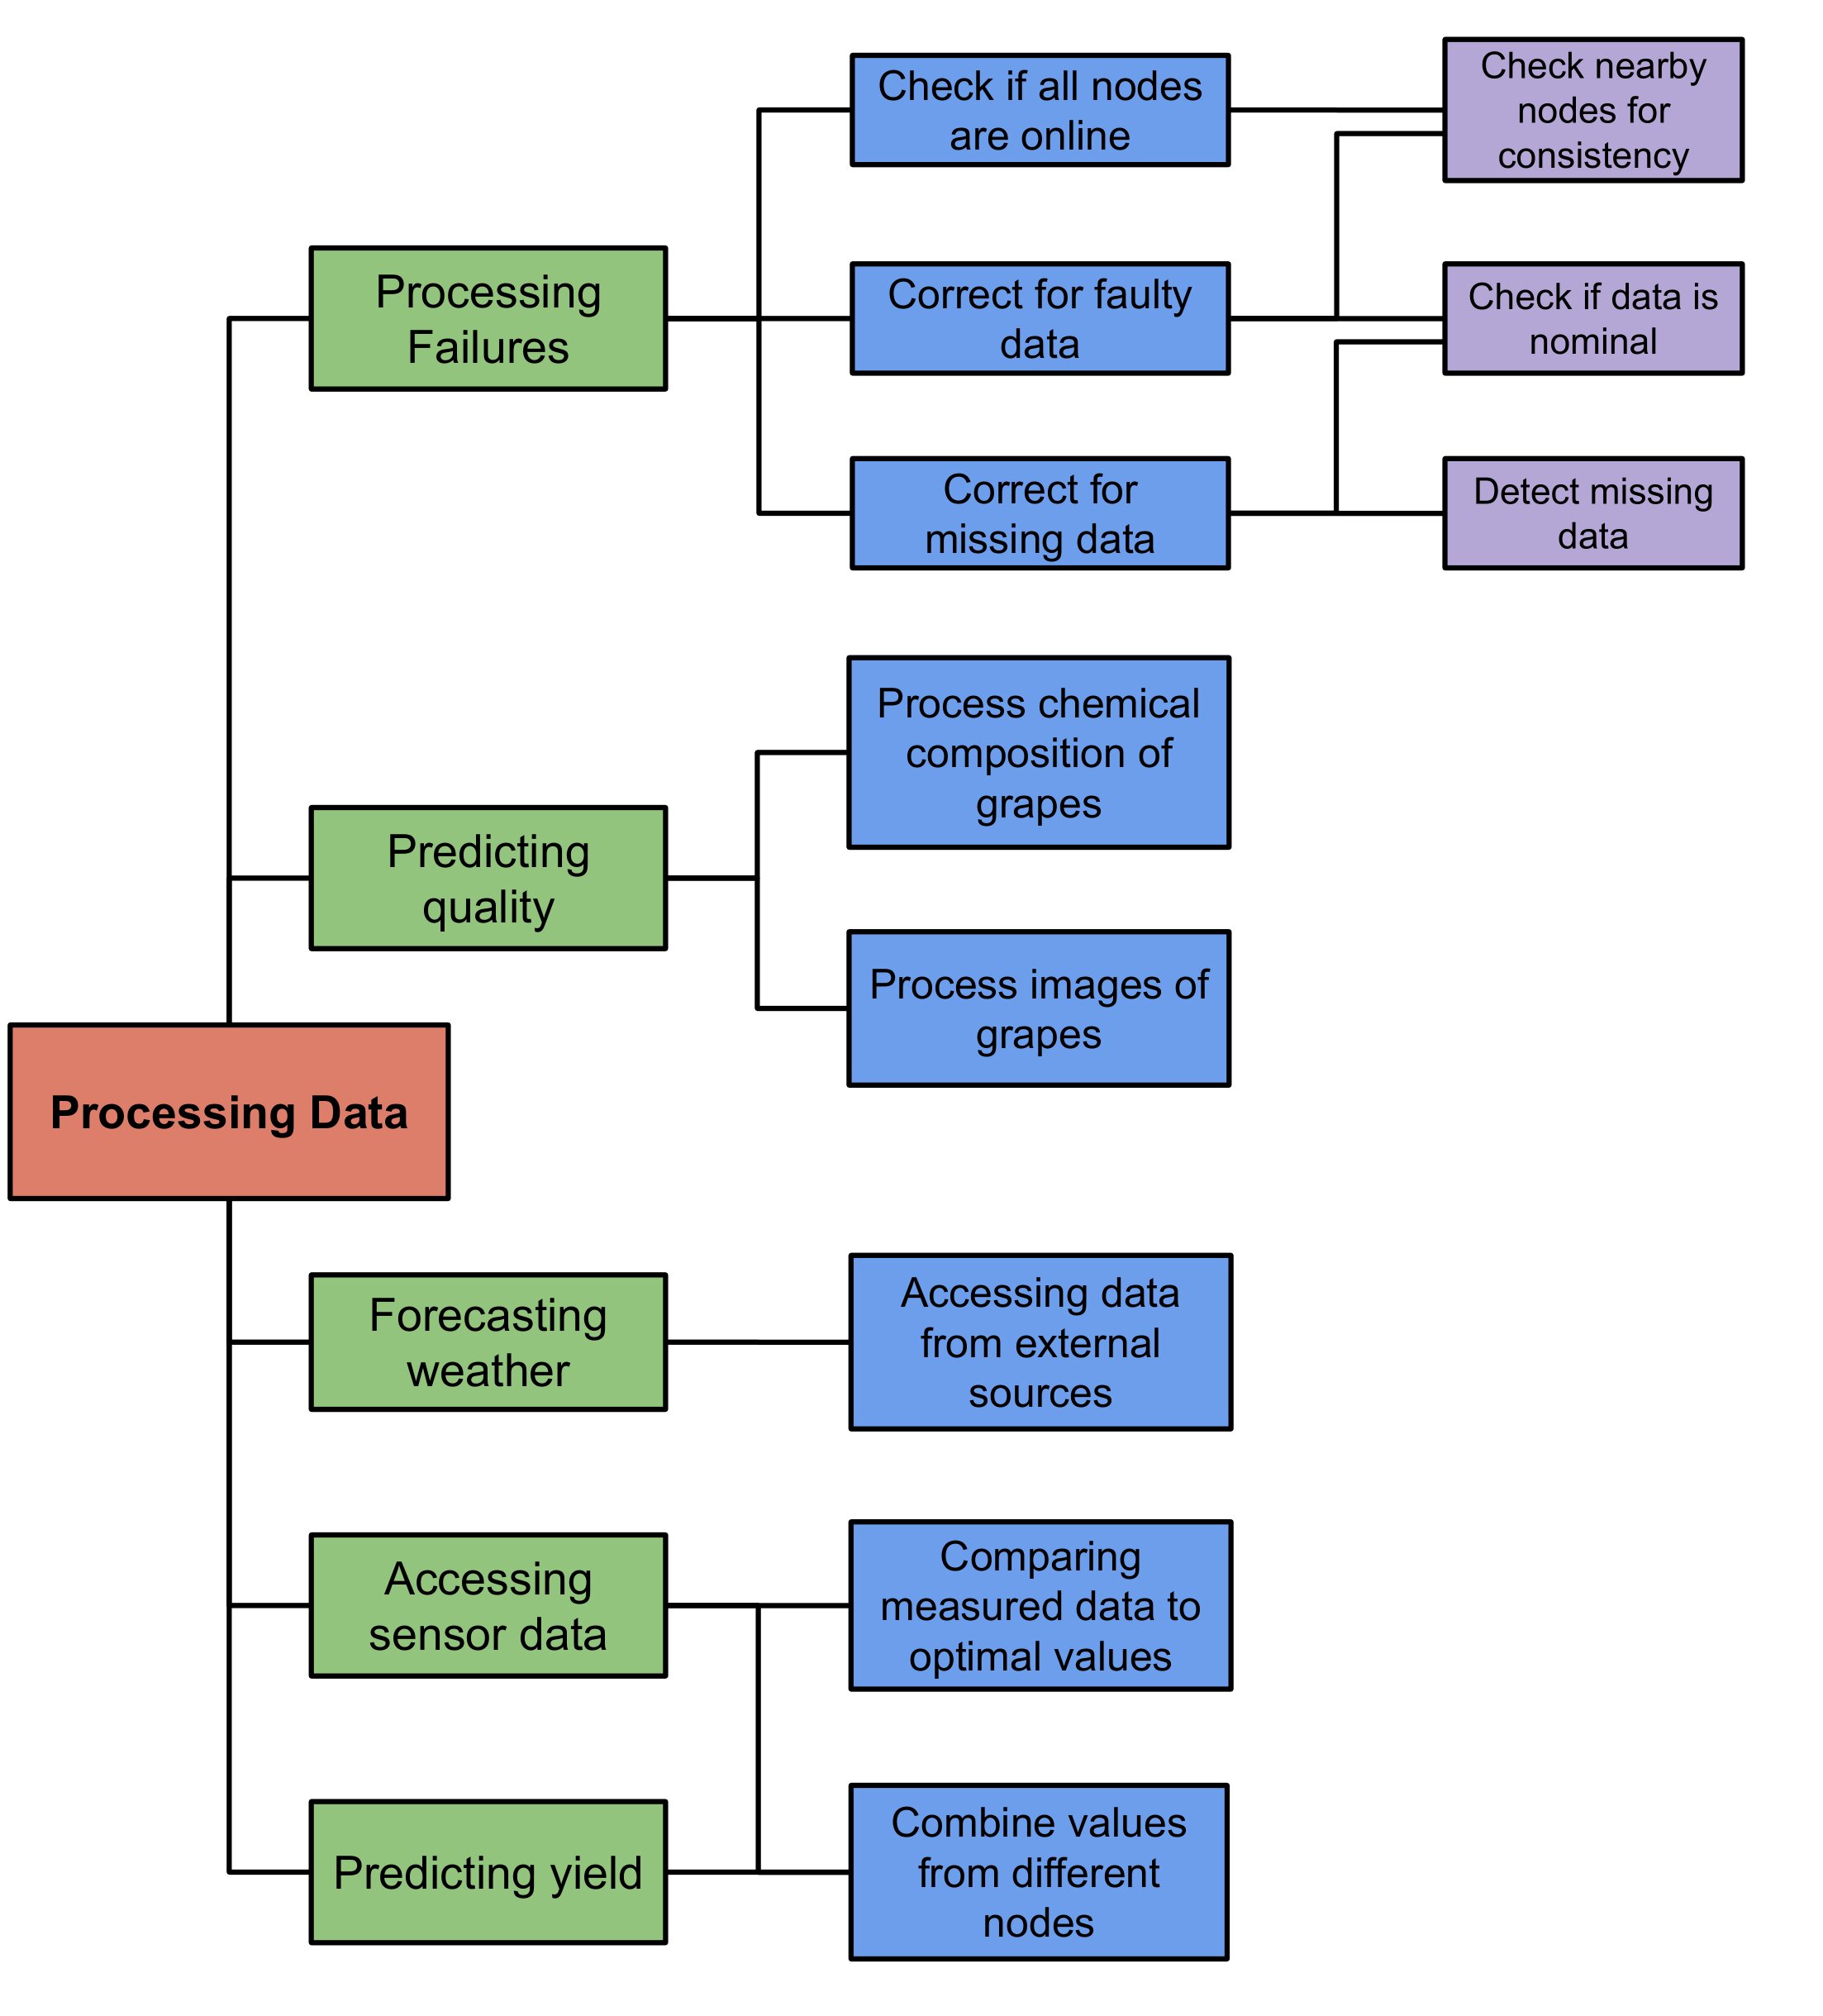 Check if all nodes
are online
Check nearby
nodes for
consistency
Processing
Failures
Correct for faulty
data
Check if data is
nominal
Correct for
missing data
Detect missing
data
Predicting
quality
Process chemical
composition of
grapes
Process images of
grapes
Processing Data
Forecasting
weather
Accessing data
from external
sources
Accessing
sensor data
Comparing
measured data to
optimal values
Predicting yield
Combine values
from different
nodes